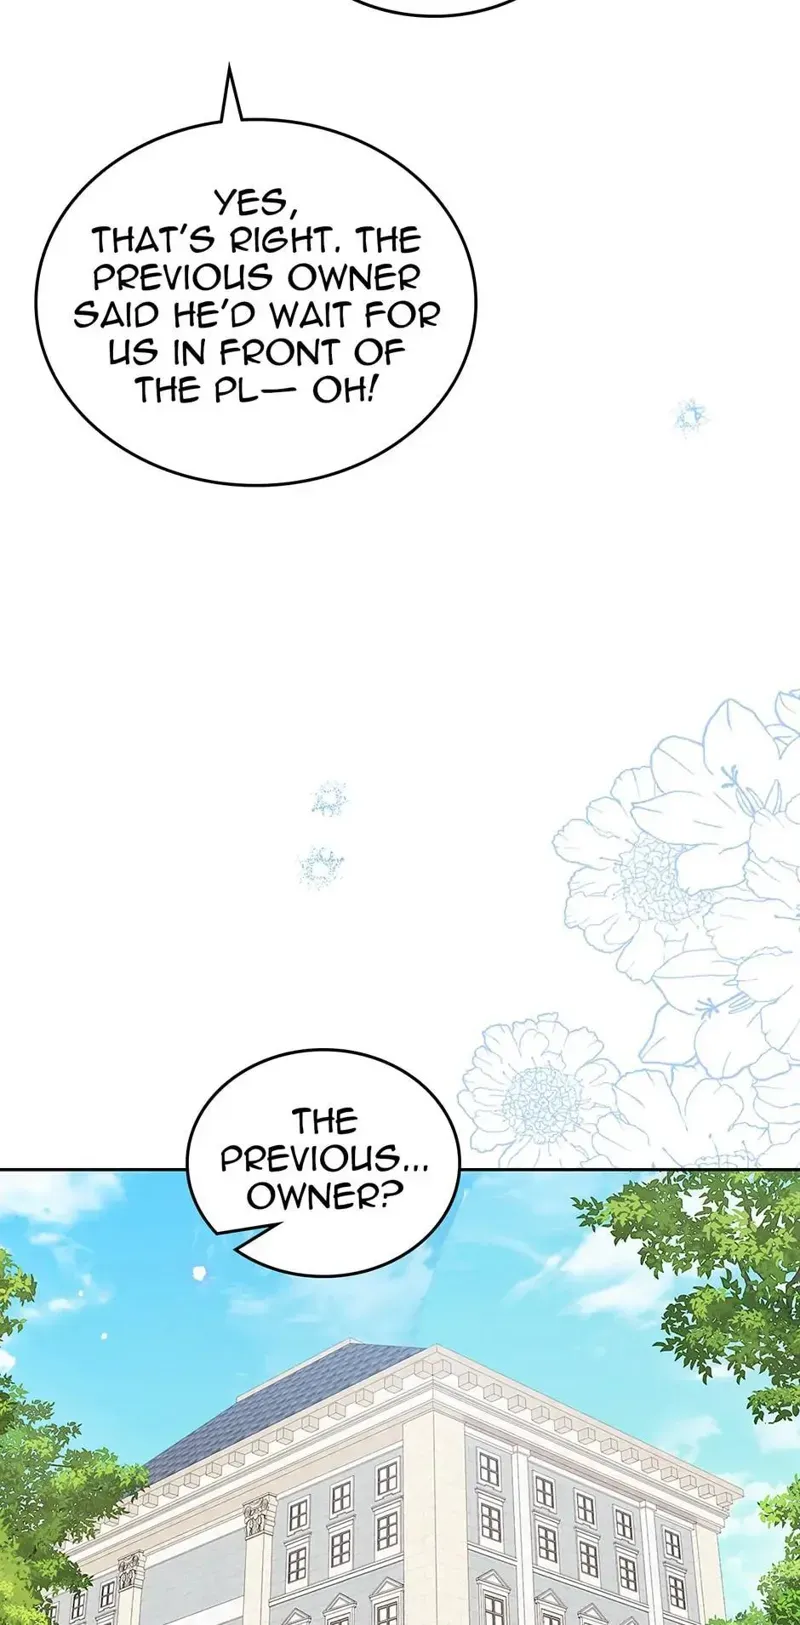 YES,
THAT'S RIGHT. THE
PREVIOUS OWNER
SAID HE'D WAIT FOR
US IN FRONT OF
THE PL— OH!
THE
PREVIOUS...
OWNER?